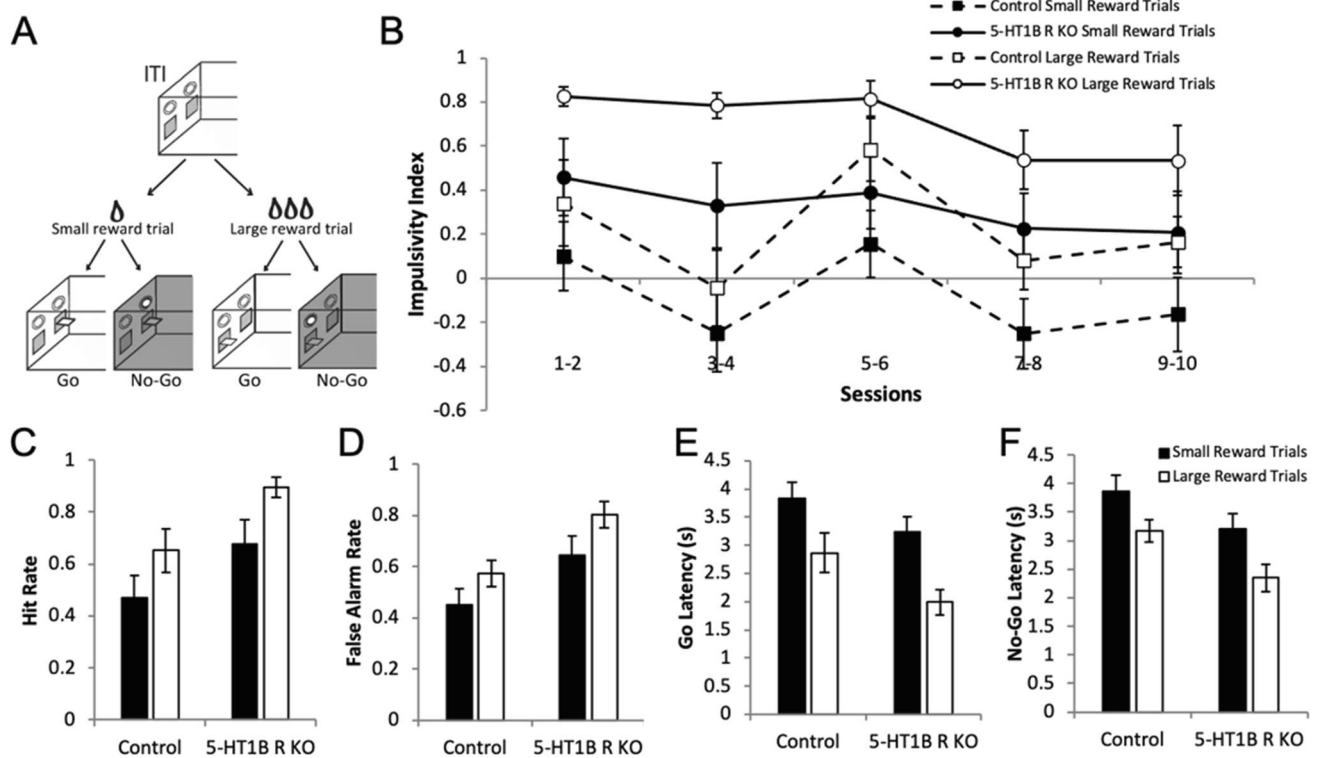 A
ITI
Small reward trial
Large reward trial
Go
No-Go
Go
No-Go
B
Control Small Reward Trials
5-HT1B R KO Small Reward Trials
Control Large Reward Trials
5-HT1B R KO Large Reward Trials
Impulsivity Index
1
0.8
0.6
0.4
0.2
0
-0.2
-0.4
-0.6
1-2
3-4
5-6
7-8
9-10
Sessions
C
Hit Rate
1
0.8
0.6
0.4
0.2
0
Control
5-HT1B R KO
D
False Alarm Rate
1
0.8
0.6
0.4
0.2
0
Control
5-HT1B R KO
E
Go Latency (s)
4.5
4
3.5
3
2.5
2
1.5
1
0.5
0
Control
5-HT1B R KO
F
No-Go Latency (s)
4.5
4
3.5
3
2.5
2
1.5
1
0.5
0
Small Reward Trials
Large Reward Trials
Control
5-HT1B R KO